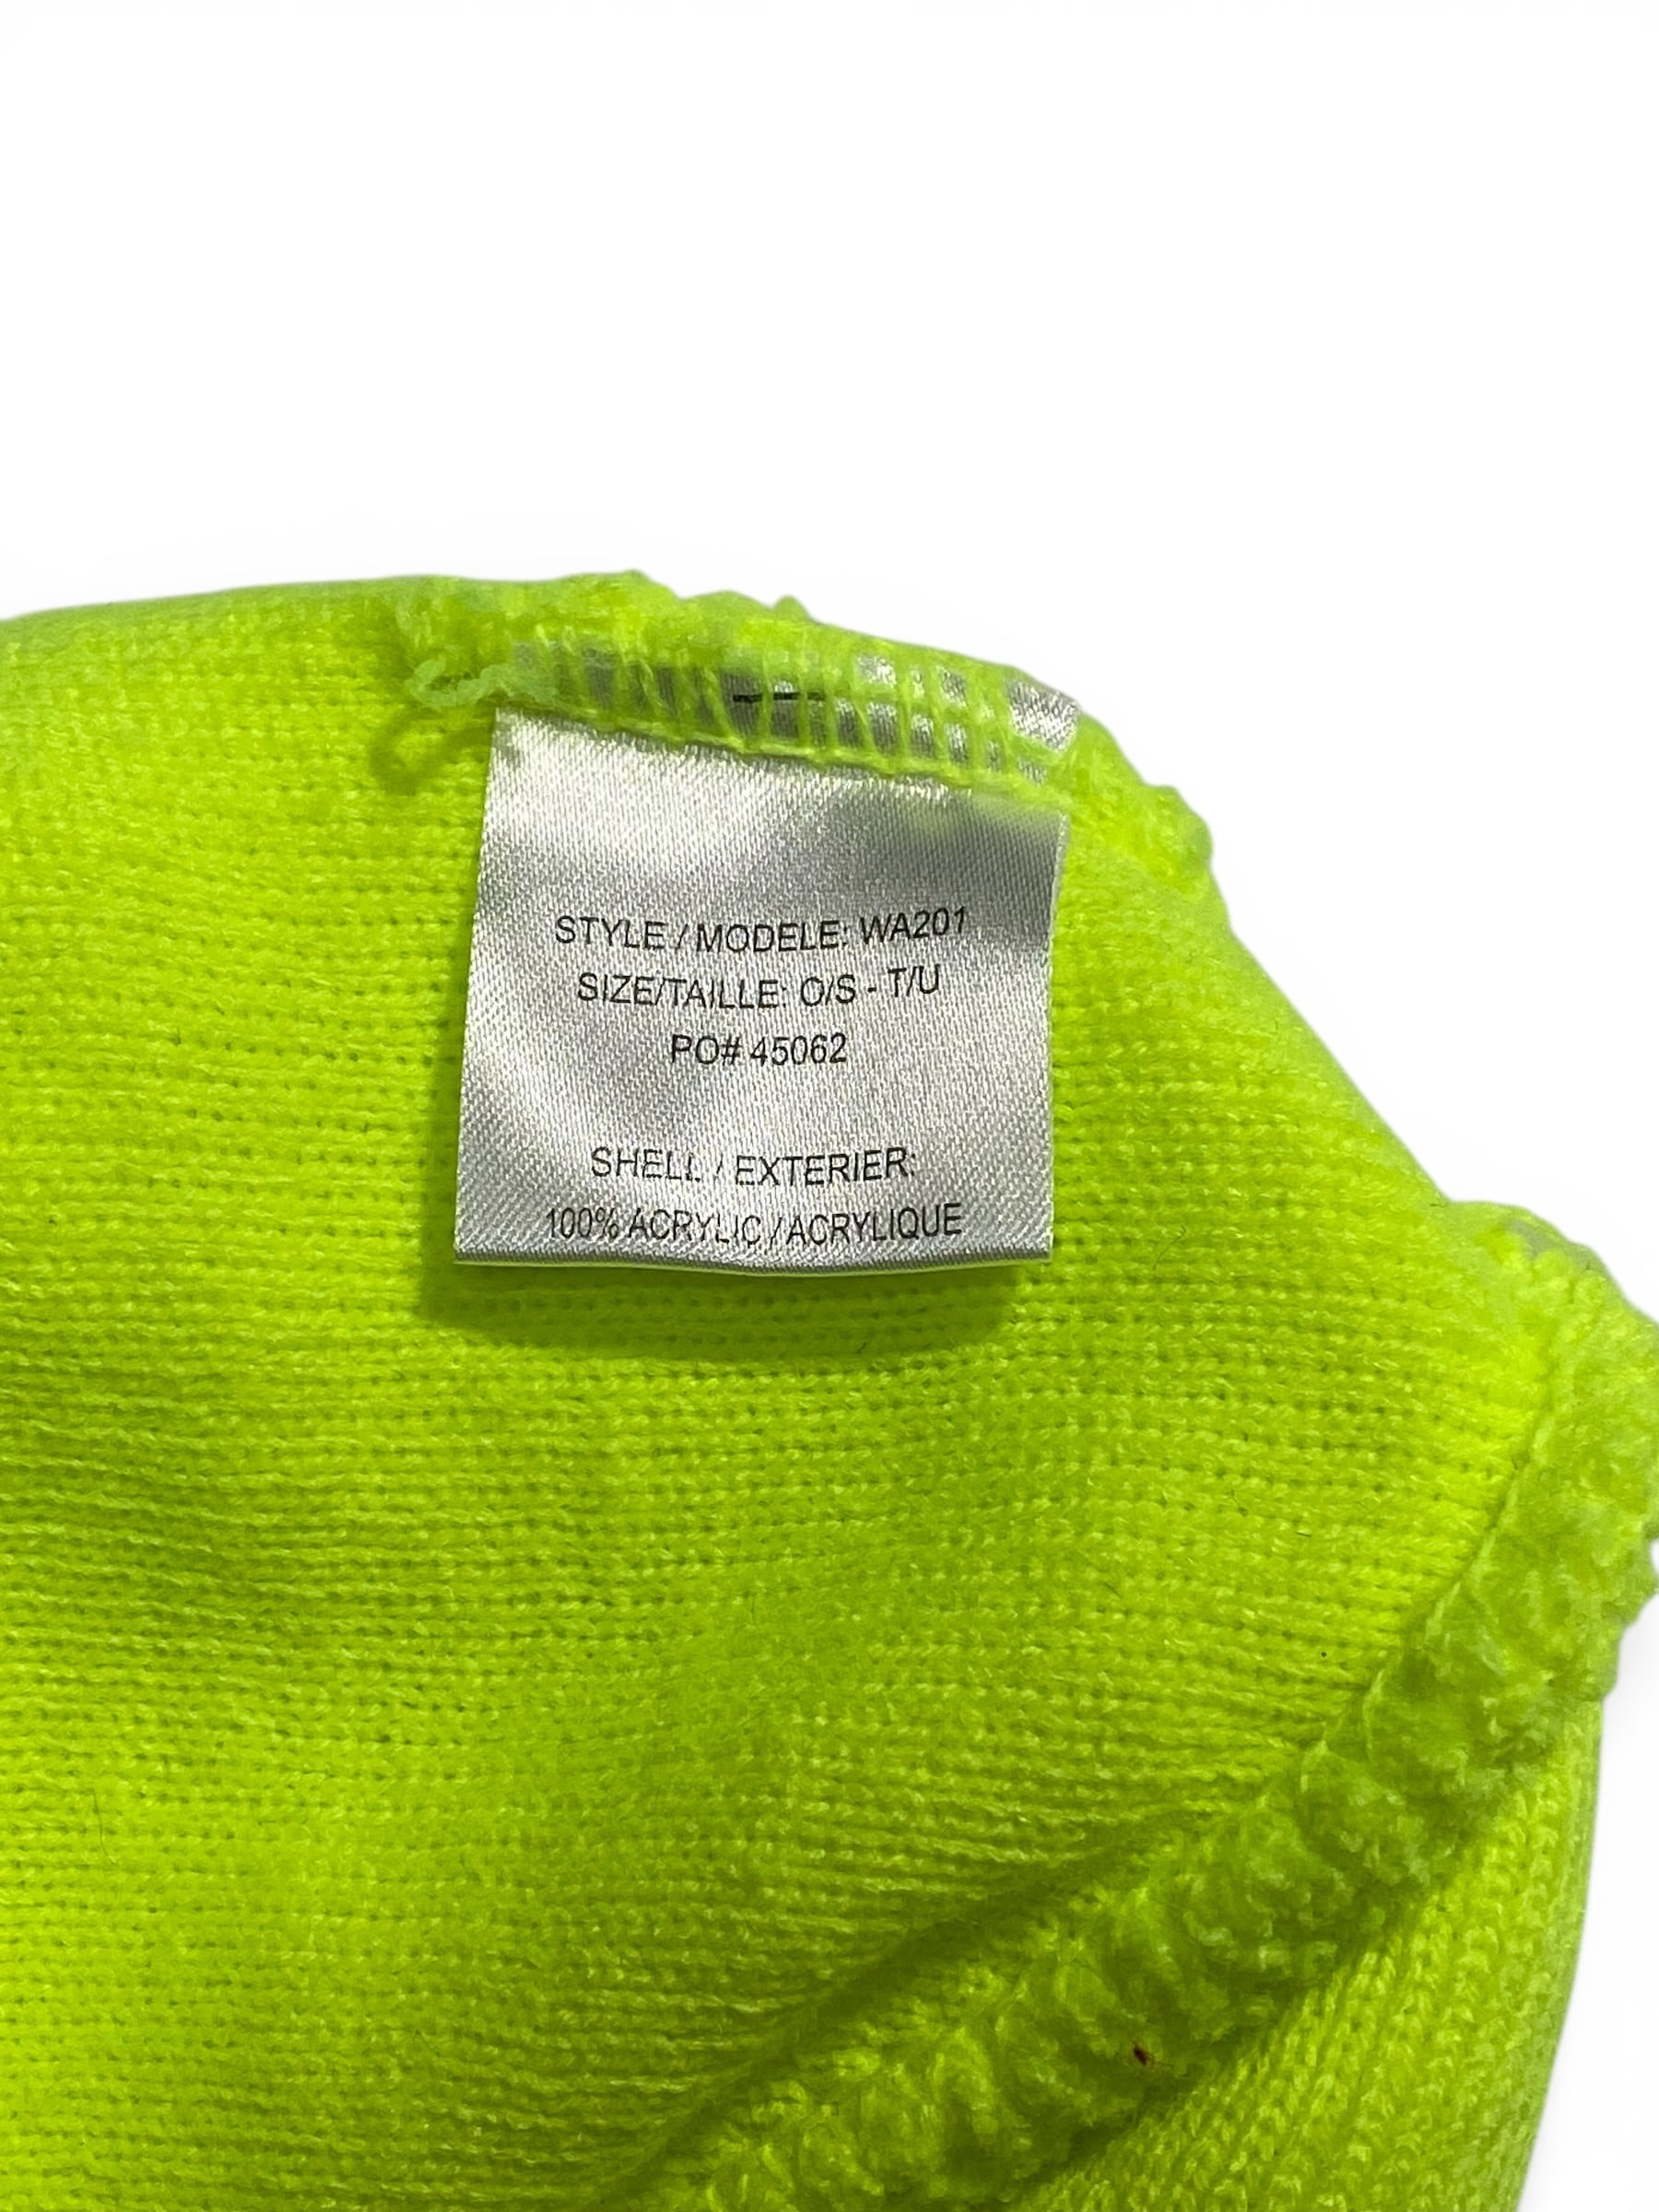 STYLE / MODELE: WA201
SIZE/TAILLE: O/S - T/U
PO# 45062
SHELL / EXTERIER:
100% ACRYLIC / ACRYLIQUE